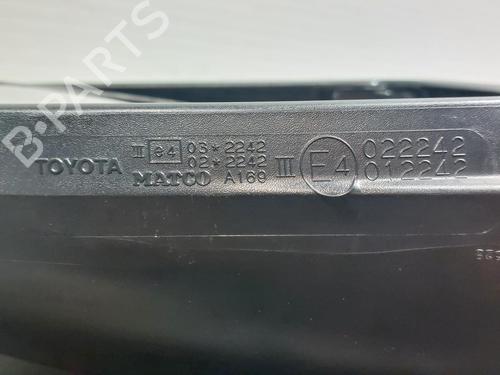 B-PARTS
TOYOTA
III e4 03*2242
02*2242
MATCO A169
III E4 022242
012242